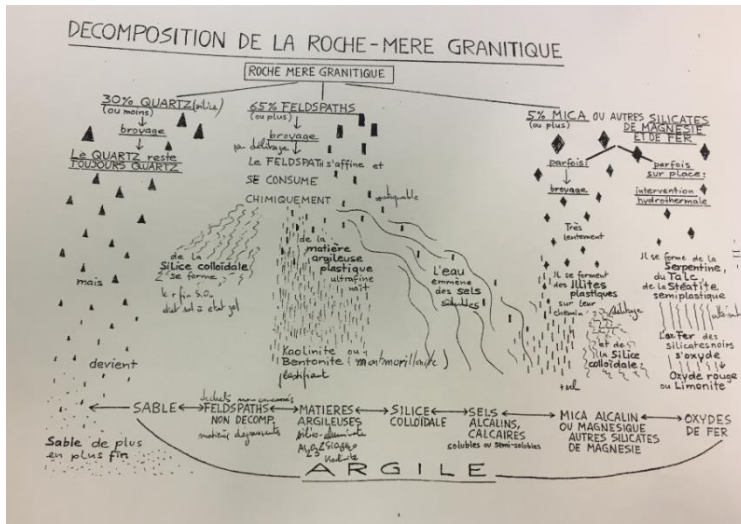 DECOMPOSITION DE LA ROCHE-MERE GRANITIQUE
ROCHE MERE GRANITIQUE
30% QUARTZ (silice)
(ou moins)
broyage
Le QUARTZ reste
TOUJOURS QUARTZ
mais
devient
Sable de plus
en plus fin
65% FELDSPATHS
(ou plus)
broyage
par délitage
Le FELDSPATH s'affine et
SE CONSUME
CHIMIQUEMENT
de la
Silice colloïdale
se forme
de la
matière
argileuse
plastique
ultrafine
naît
Kaolinite ou
Bentonite (montmorillonite)
L'eau
emmène
des sels
solubles
5% MICA OU AUTRES SILICATES
(ou plus)
DE MAGNESIE
ET DE FER
parfois:
broyage
Très
lentement
Il se forment
des Illites
plastiques
sur leur
chemin
et de
la Silice
colloïdale
parfois
sur place:
intervention
hydrothermale
Il se forme de la
Serpentine,
du Talc,
de la Stéatite
semiplastique
Le Fer des
silicates noirs
s'oxyde
Oxyde rouge
ou Limonite
SABLE
FELDSPATHS
NON DECOMP.
MATIERES
ARGILEUSES
SILICE
COLLOÏDALE
SELS
ALCALINS,
CALCAIRES
solubles ou semi-solubles
MICA ALCALIN
OU MAGNESIQUE
AUTRES SILICATES
DE MAGNESIE
OXYDES
DE FER
ARGILE